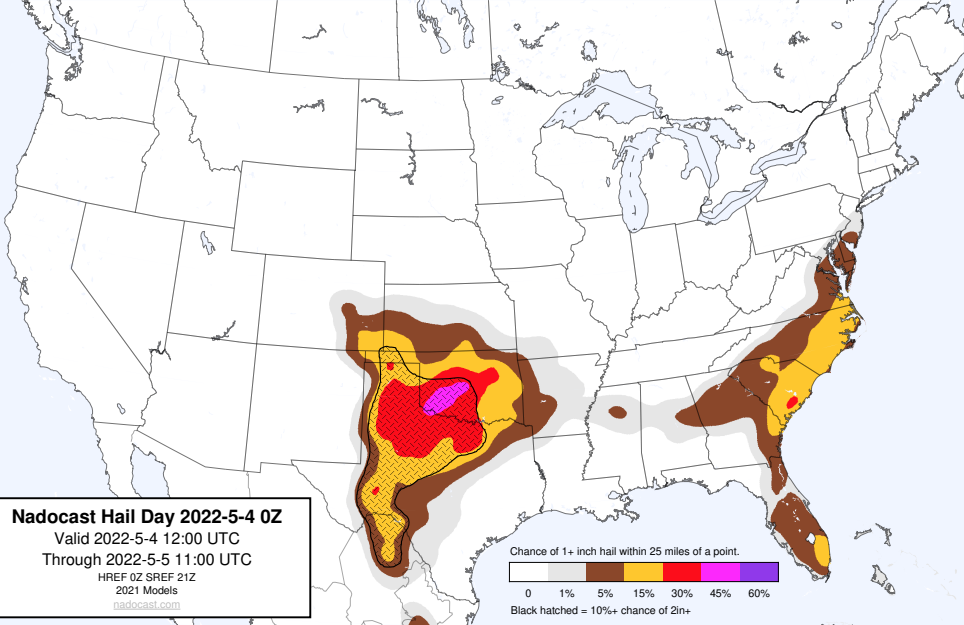 Nadocast Hail Day 2022-5-4 0Z
Valid 2022-5-4 12:00 UTC
Through 2022-5-5 11:00 UTC
HREF 0Z SREF 21Z
2021 Models
nadocast.com
Chance of 1+ inch hail within 25 miles of a point.
0 1% 5% 15% 30% 45% 60%
Black hatched = 10%+ chance of 2in+